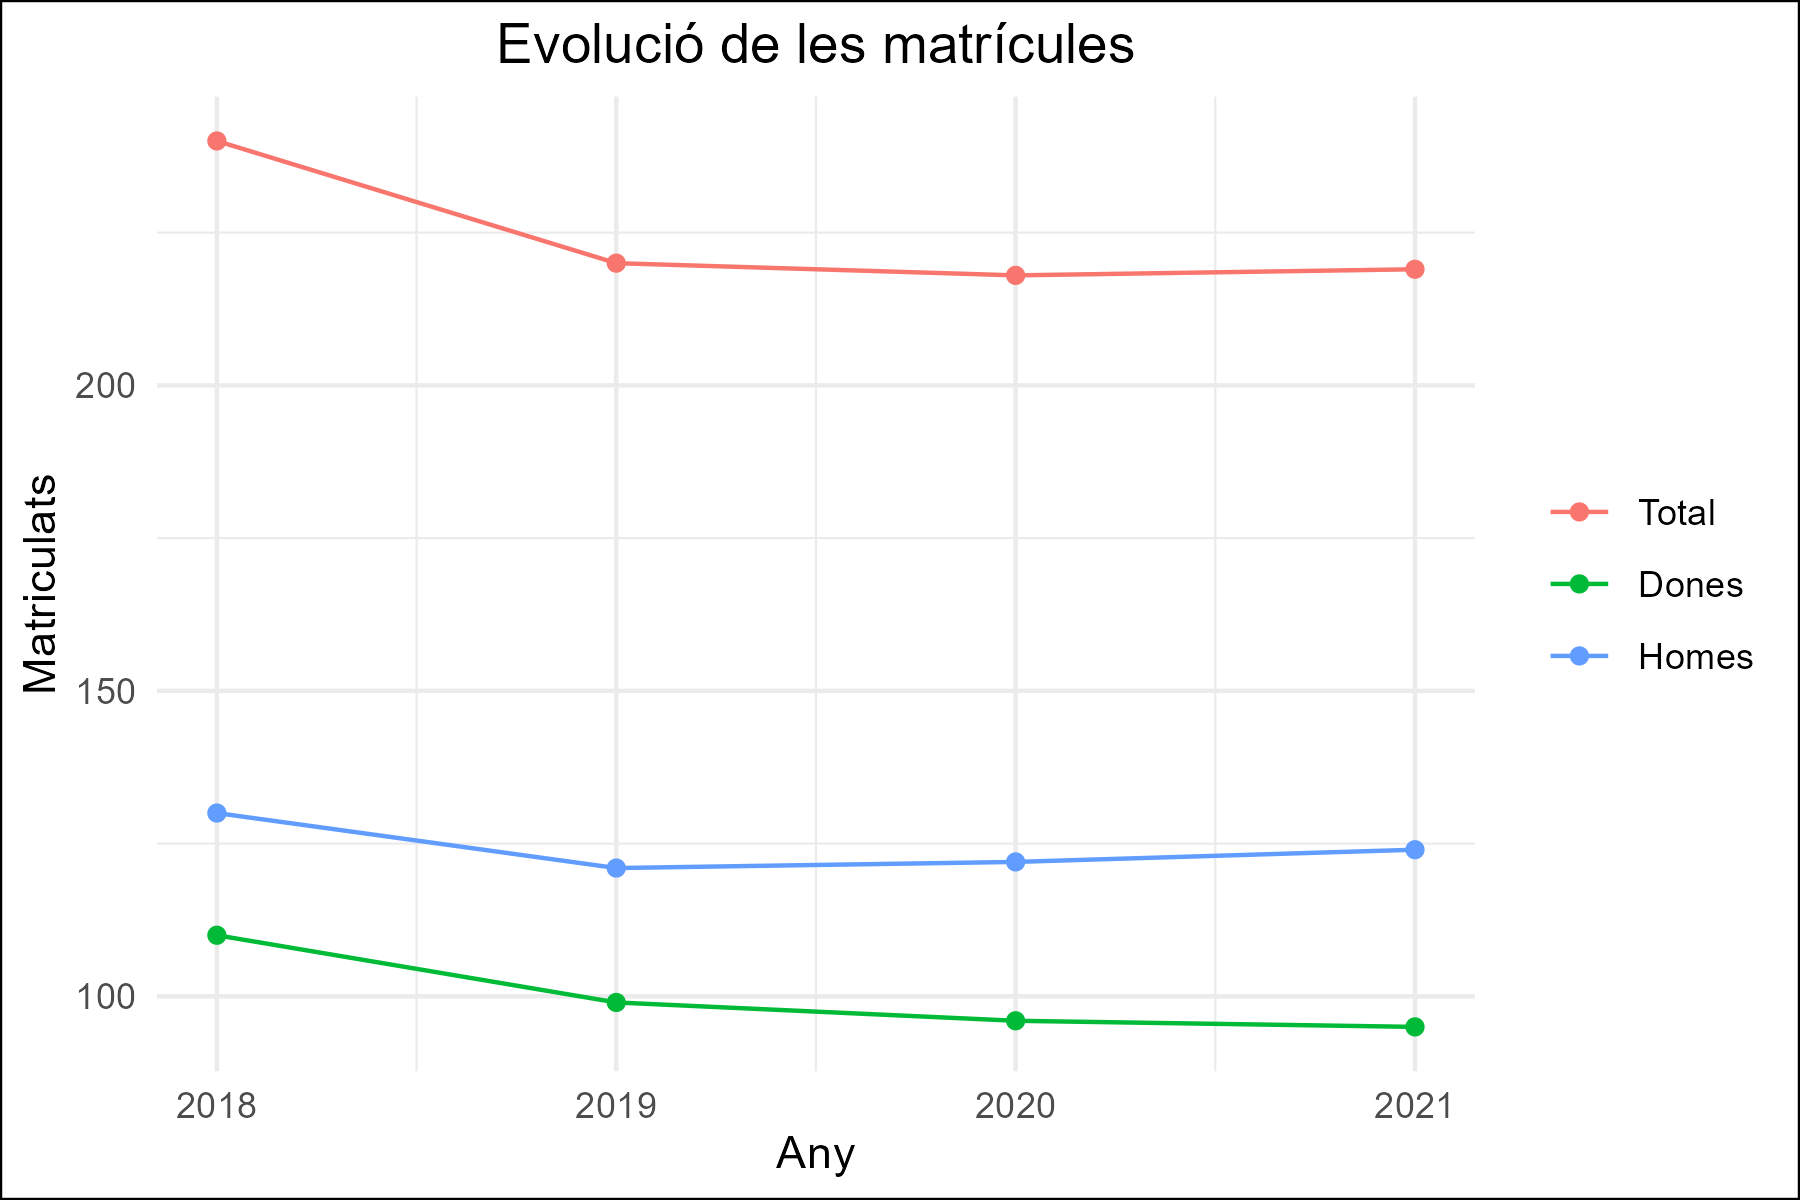 Evolució de les matrícules
Matriculats
200
150
100
2018
2019
2020
2021
Any
Total
Dones
Homes